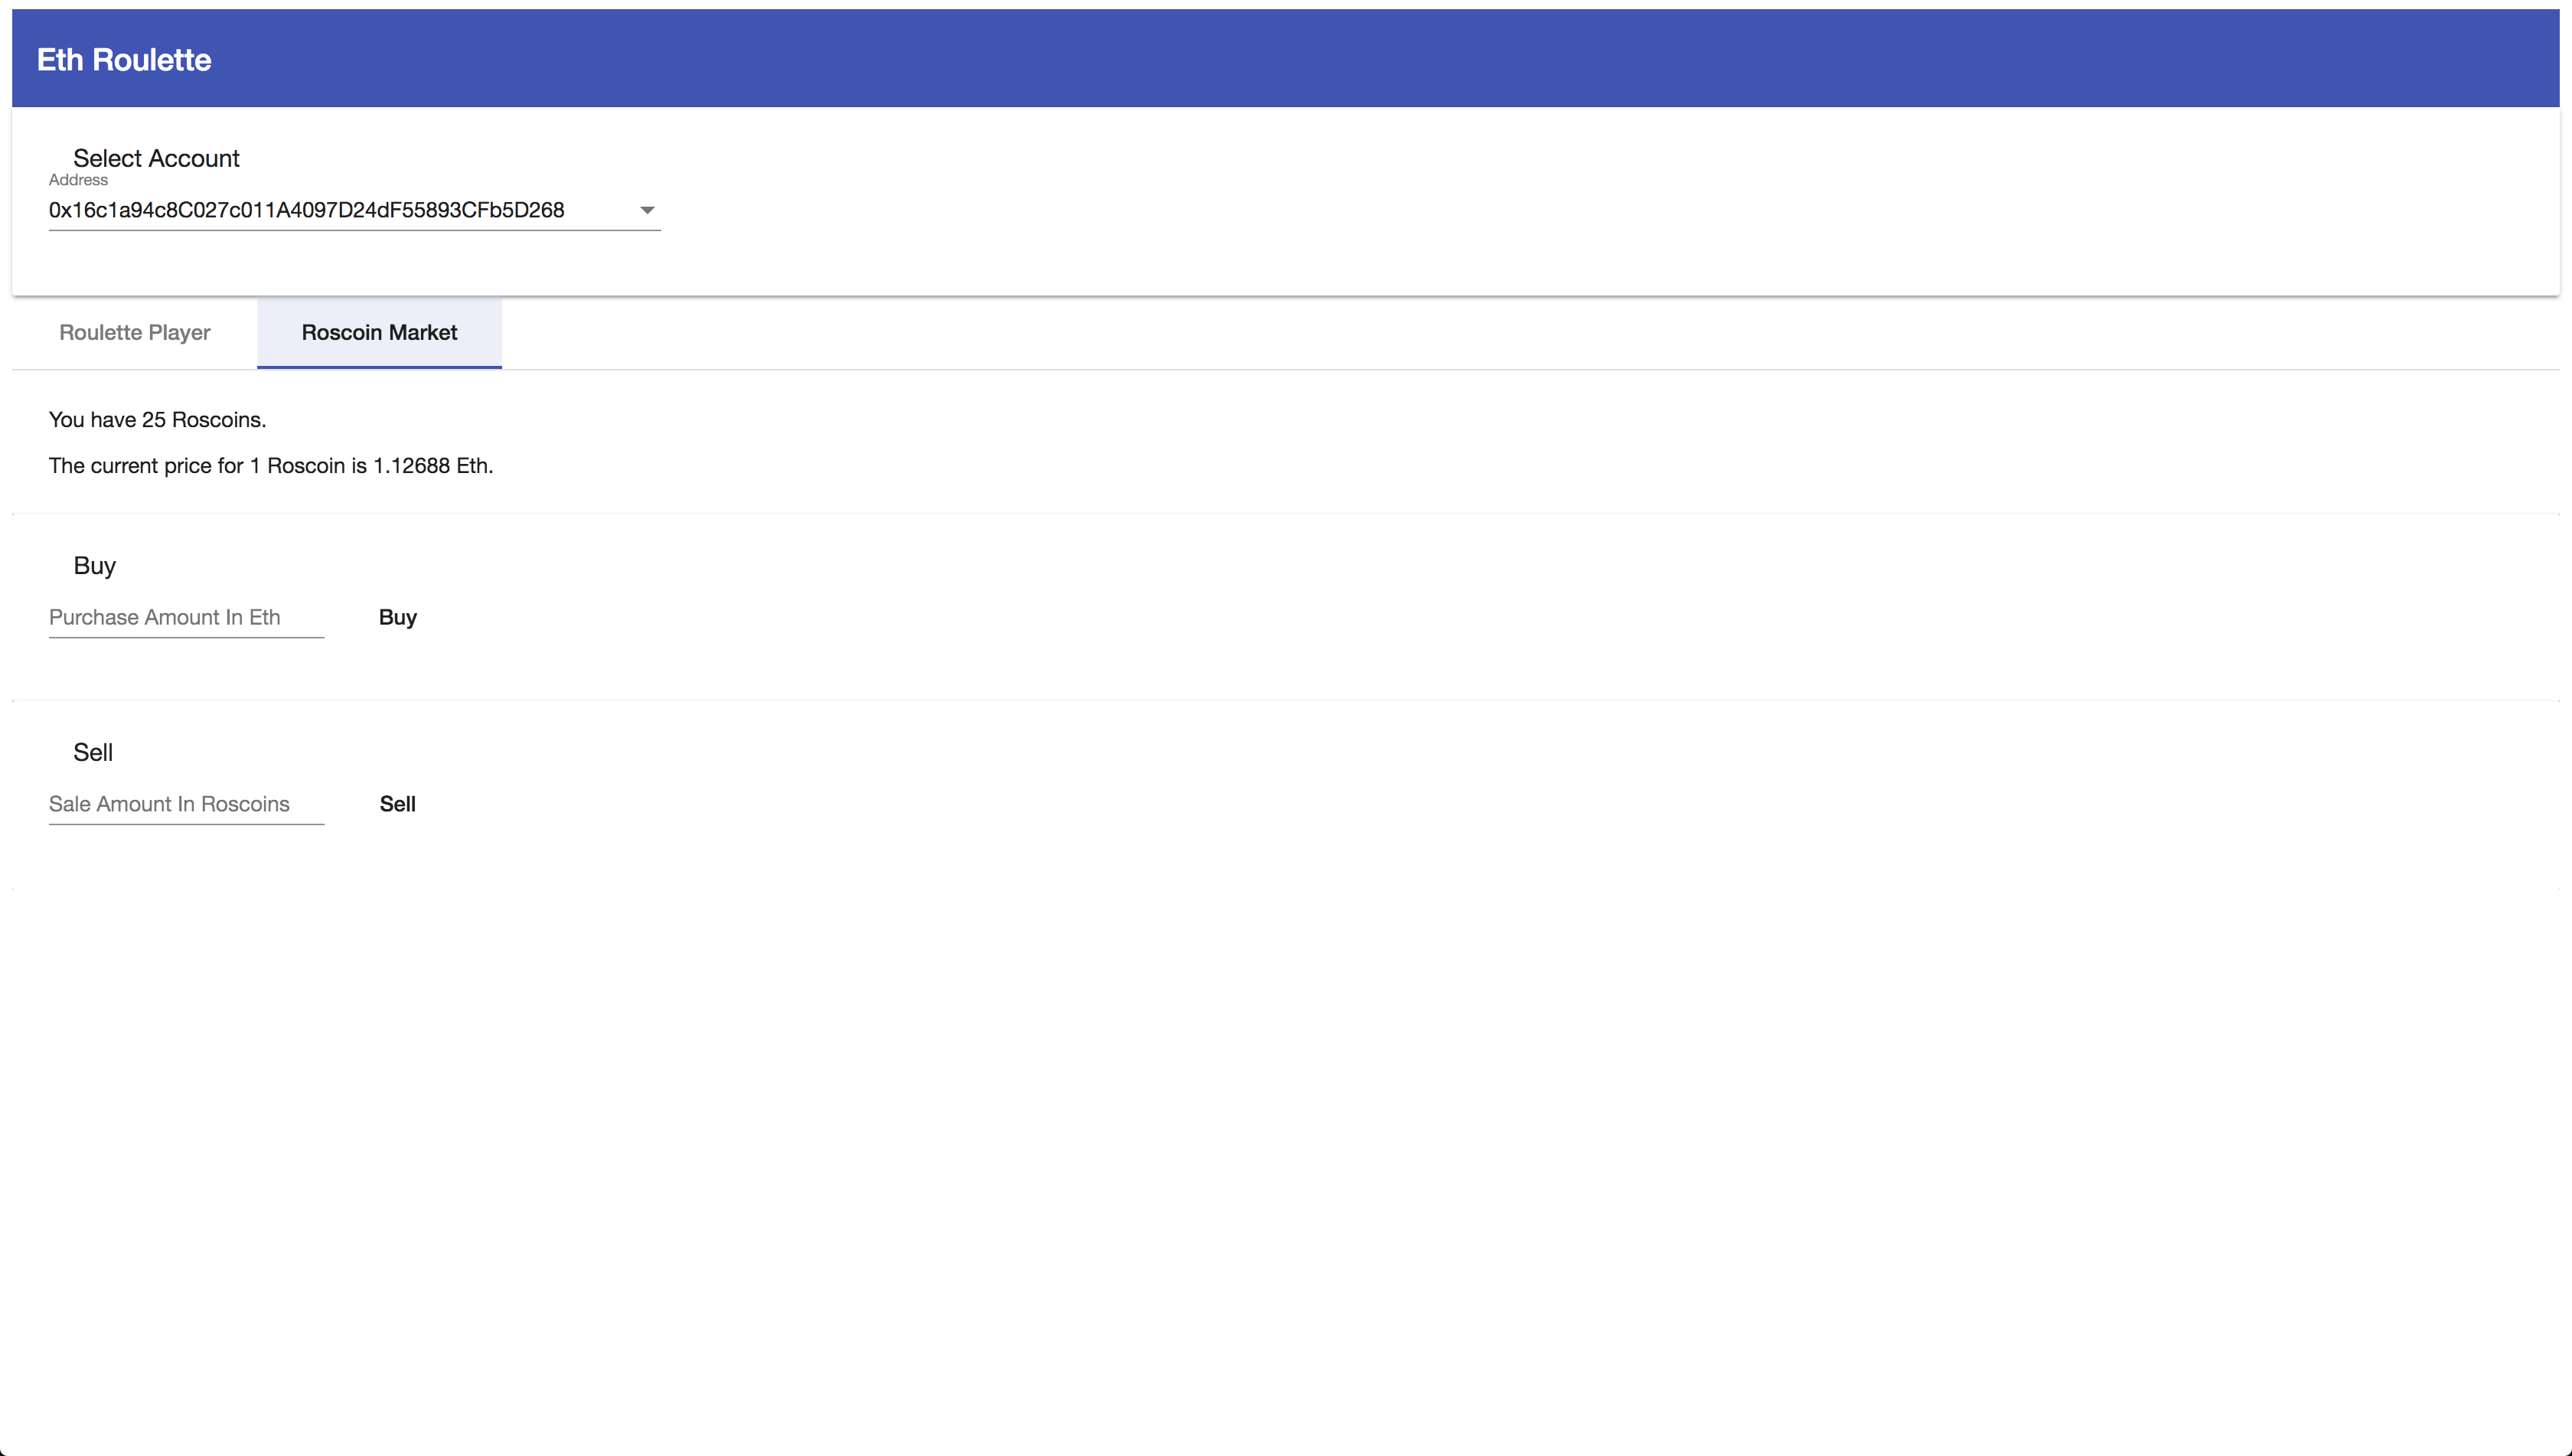 Eth Roulette
Select Account
Address
0x16c1a94c8C027c011A4097D24dF55893CFb5D268
Roulette Player Roscoin Market
You have 25 Roscoins.
The current price for 1 Roscoin is 1.12688 Eth.
Buy
Purchase Amount In Eth Buy
Sell
Sale Amount In Roscoins Sell